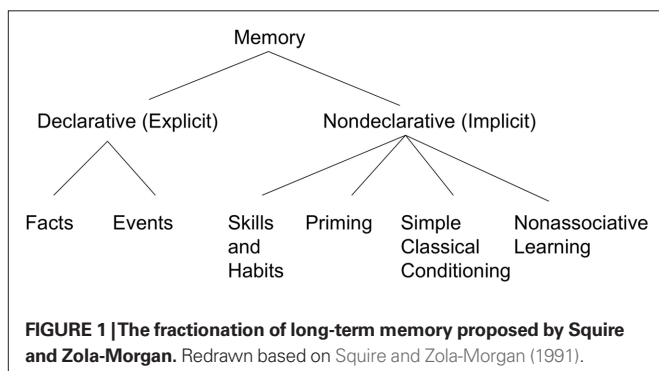 Memory
Declarative (Explicit)
Nondeclarative (Implicit)
Facts
Events
Skills
and
Habits
Priming
Simple
Classical
Conditioning
Nonassociative
Learning
FIGURE 1 | The fractionation of long-term memory proposed by Squire
and Zola-Morgan. Redrawn based on Squire and Zola-Morgan (1991).